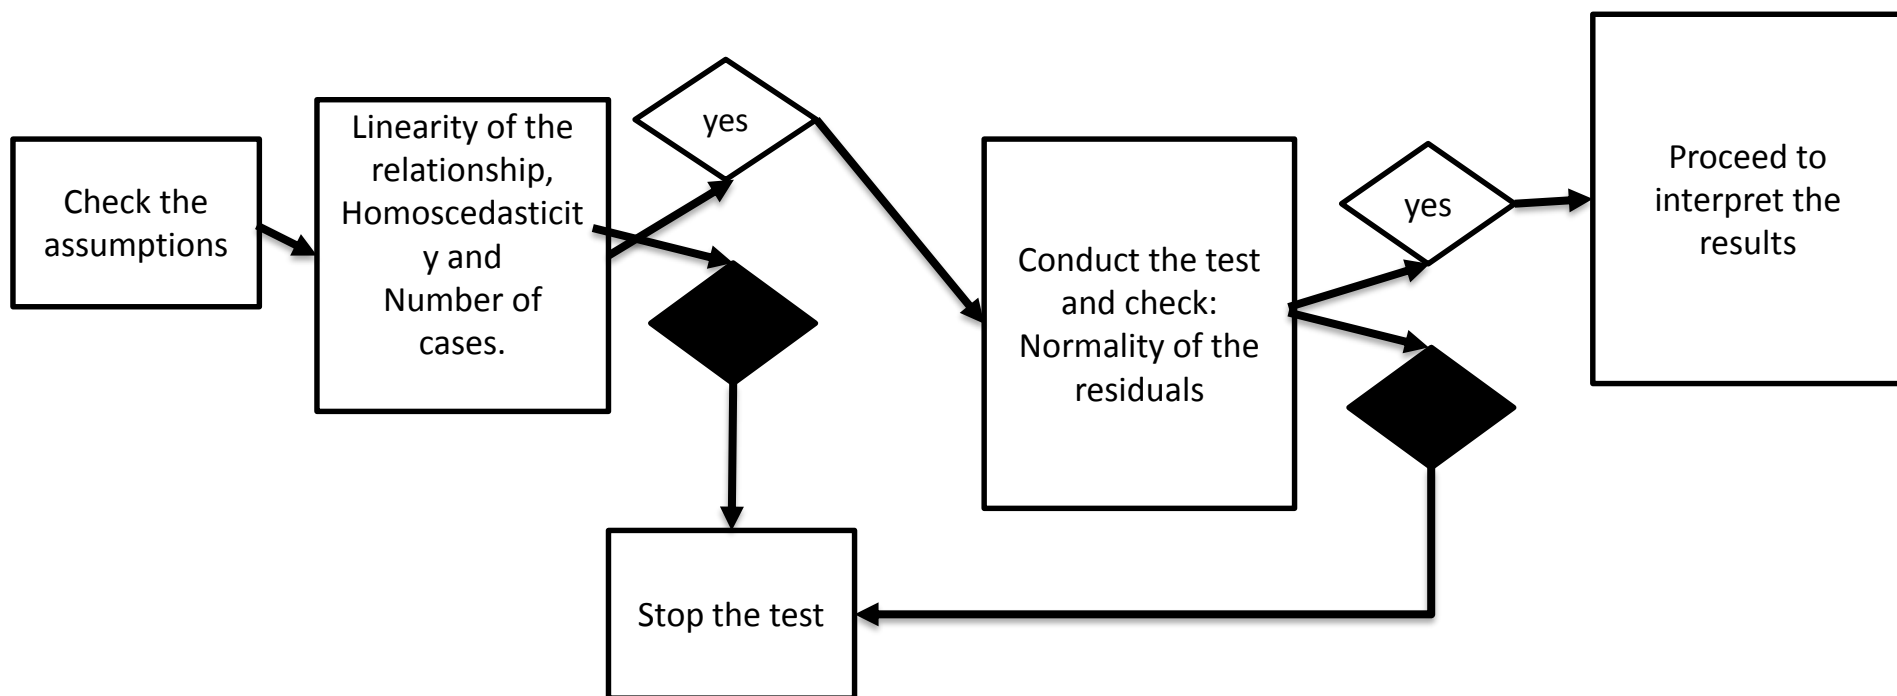 Check the
assumptions
Linearity of the
relationship,
Homoscedasticit
y and
Number of
cases.
yes
Stop the test
Conduct the test
and check:
Normality of the
residuals
yes
Proceed to
interpret the
results